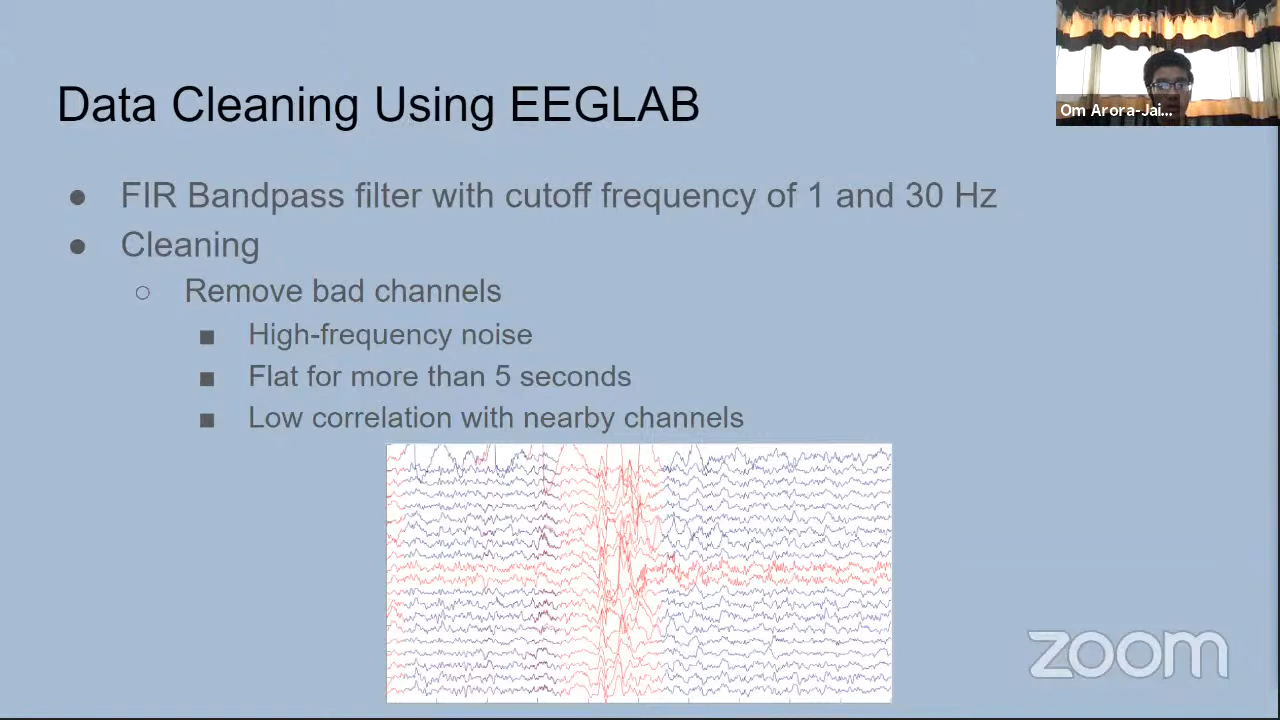 Data Cleaning Using EEGLAB
Om Arora-Jai...
● FIR Bandpass filter with cutoff frequency of 1 and 30 Hz
● Cleaning
○ Remove bad channels
■ High-frequency noise
■ Flat for more than 5 seconds
■ Low correlation with nearby channels
zoom